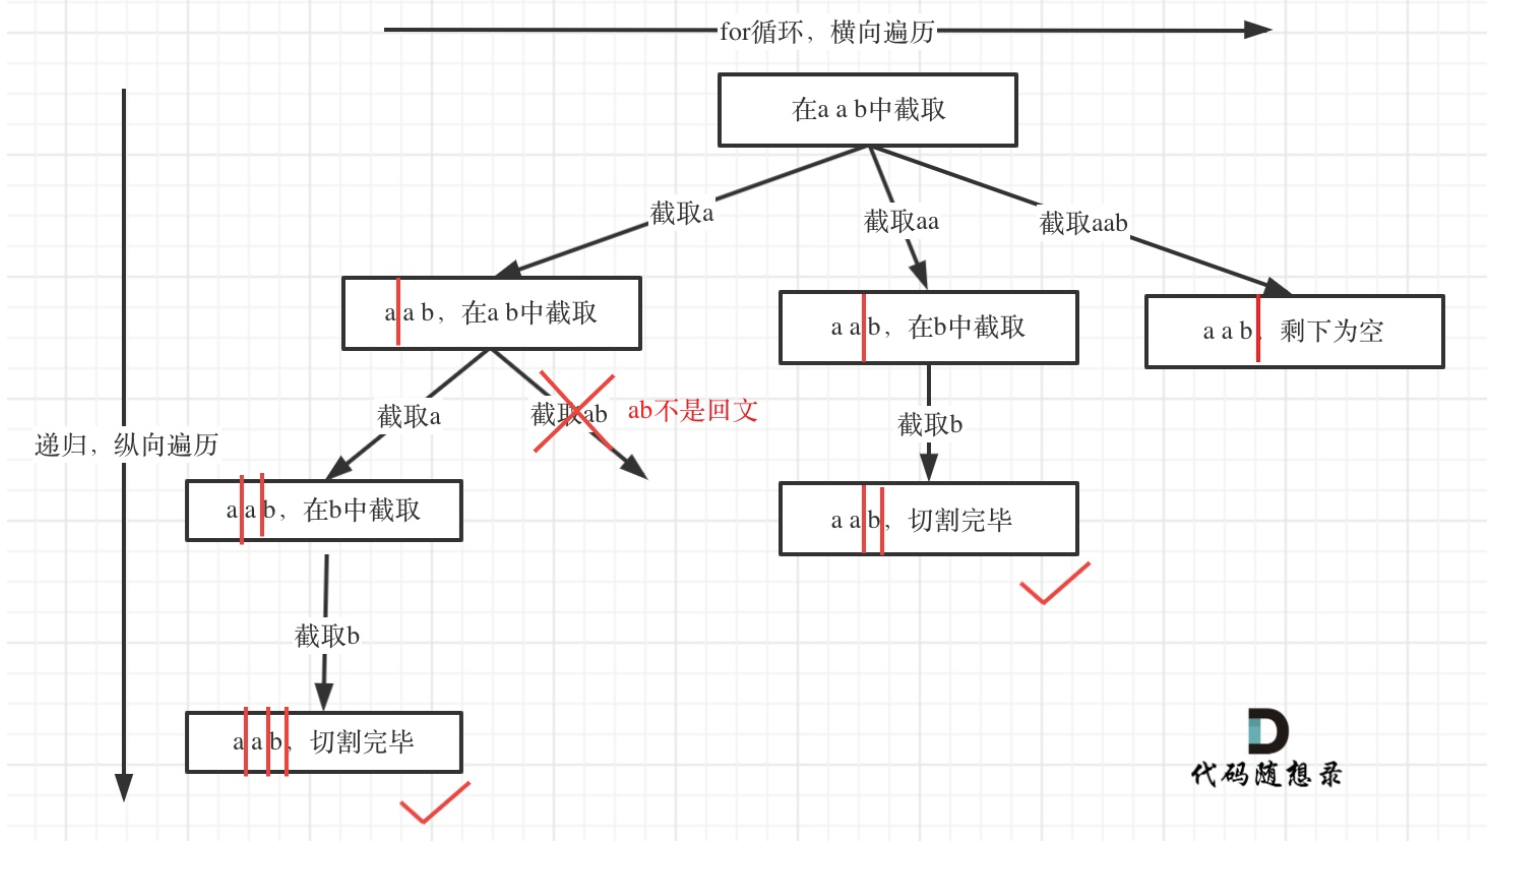 for循环，横向遍历
在a a b中截取
截取a
截取aa
截取aab
a a b，在a b中截取
a a b，在b中截取
a a b，剩下为空
截取a
截取ab
ab不是回文
截取b
递归，纵向遍历
a a b，在b中截取
a a b，切割完毕
截取b
a a b，切割完毕
代码随想录